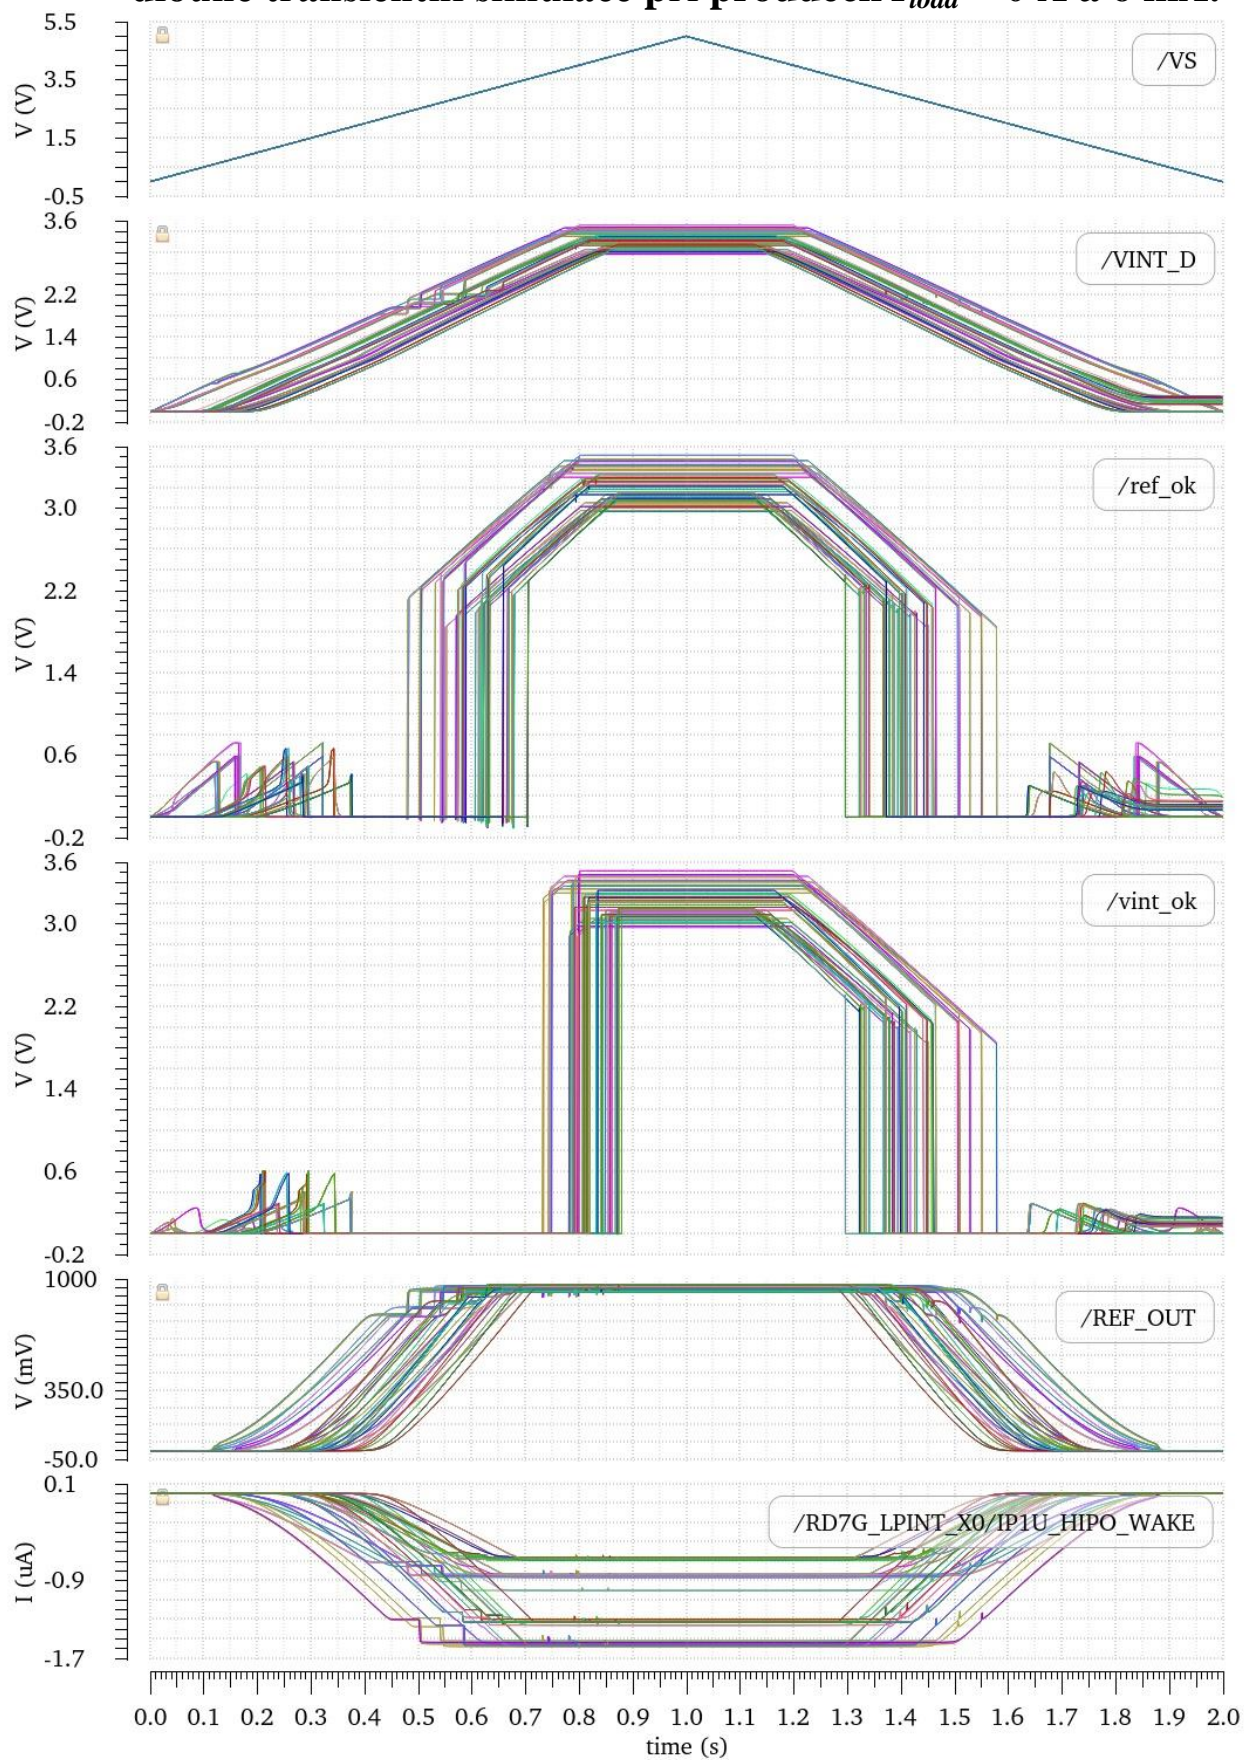 5.5
3.5
1.5
-0.5
V (V)
/VS
3.6
2.2
1.4
0.6
-0.2
V (V)
/VINT_D
3.6
3.0
2.2
1.4
0.6
-0.2
V (V)
/ref_ok
3.6
3.0
2.2
1.4
0.6
-0.2
V (V)
/vint_ok
1000
350.0
-50.0
V (mV)
/REF_OUT
0.1
-0.9
-1.7
I (uA)
/RD7G_LPINT_X0/IP1U_HIPO_WAKE
0.0 0.1 0.2 0.3 0.4 0.5 0.6 0.7 0.8 0.9 1.0 1.1 1.2 1.3 1.4 1.5 1.6 1.7 1.8 1.9 2.0
time (s)